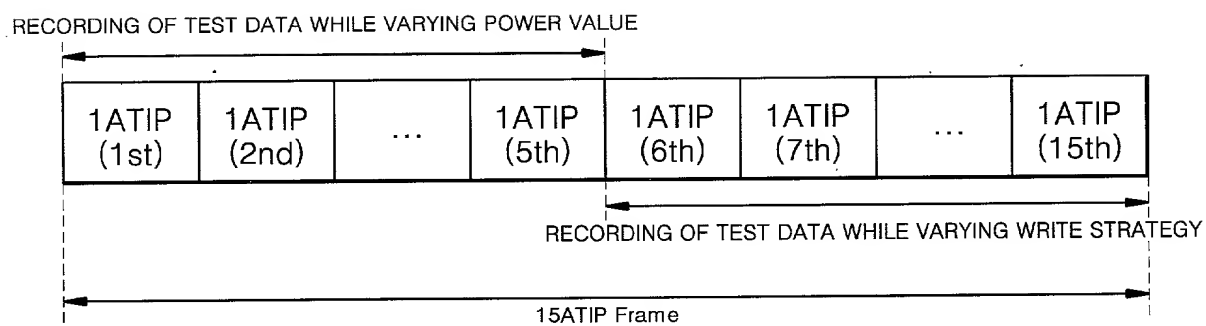 RECORDING OF TEST DATA WHILE VARYING POWER VALUE
1ATIP (1st)
1ATIP (2nd)
...
1ATIP (5th)
1ATIP (6th)
1ATIP (7th)
...
1ATIP (15th)
RECORDING OF TEST DATA WHILE VARYING WRITE STRATEGY
15ATIP Frame